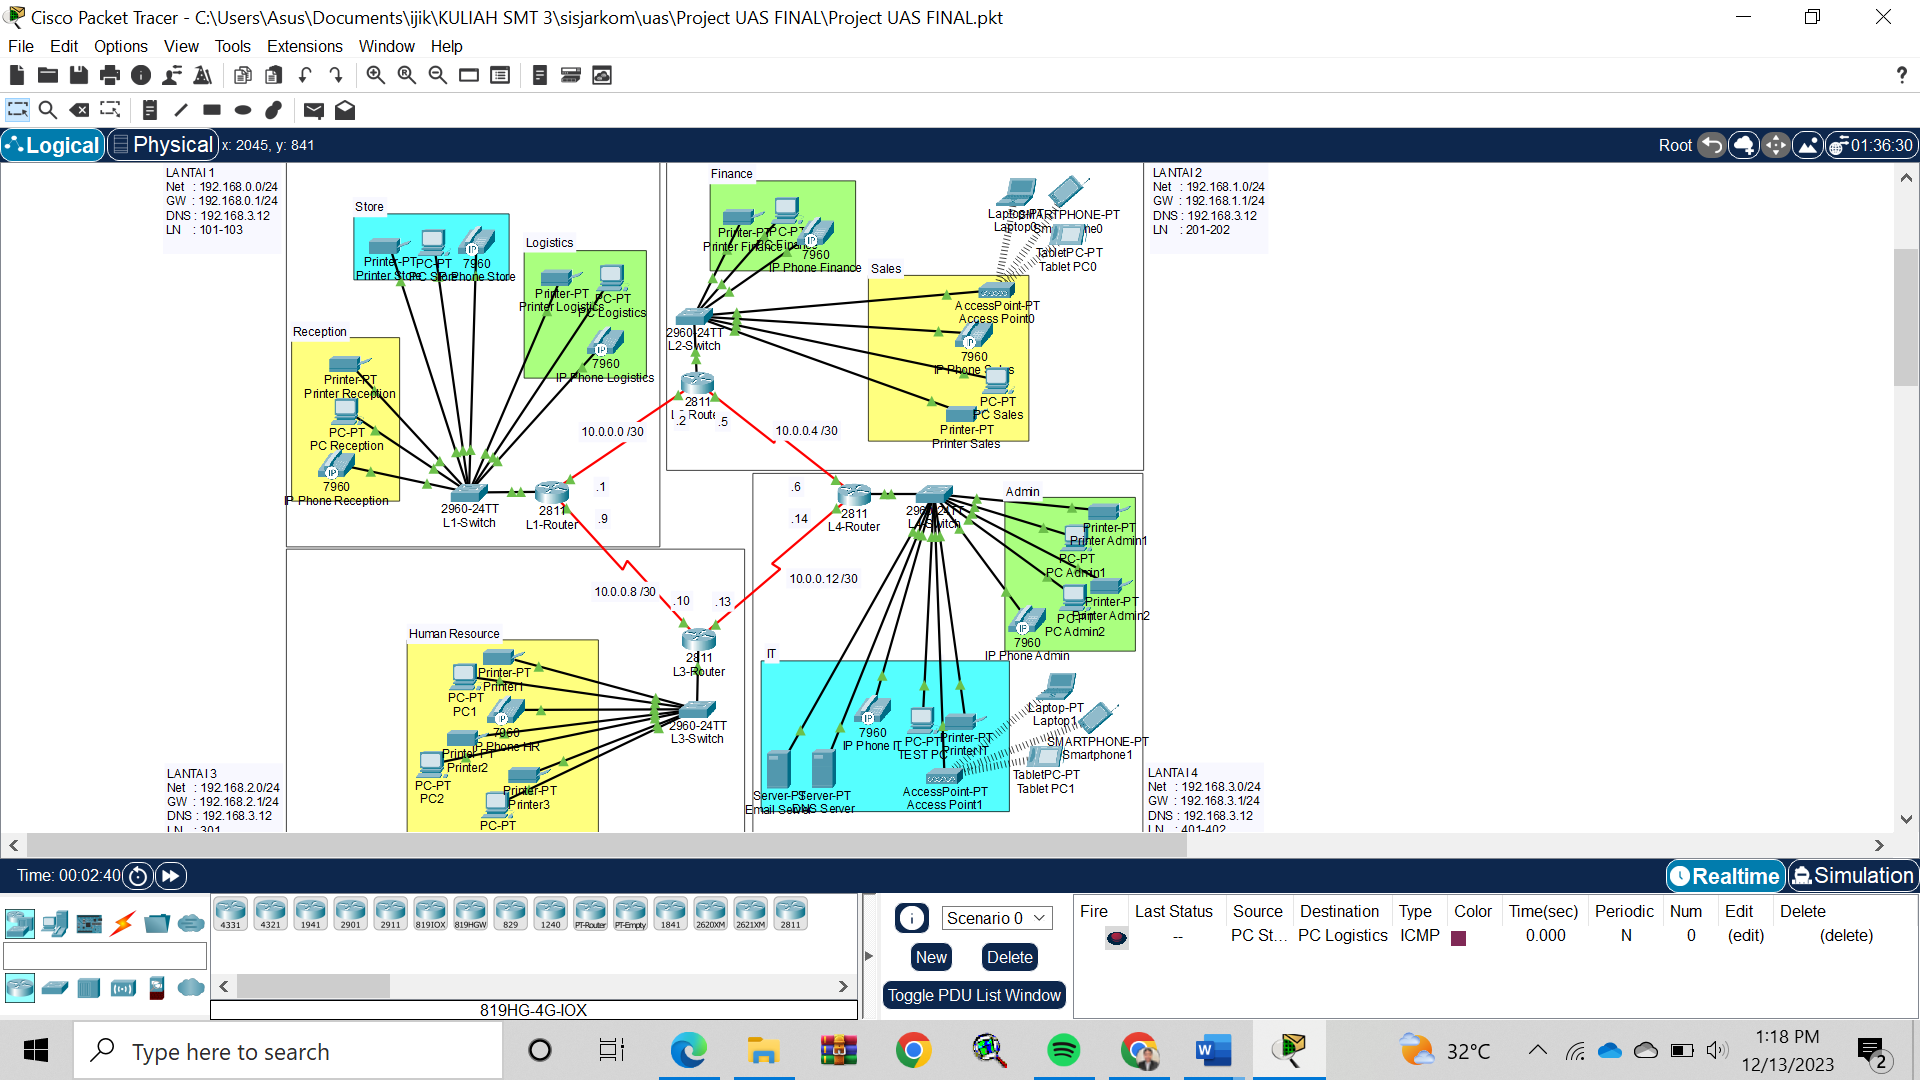 Cisco Packet Tracer - C:\Users\Asus\Documents\ijik\KULIAH SMT 3\sisjarkom\uas\Project UAS FINAL\Project UAS FINAL.pkt
File Edit Options View Tools Extensions Window Help
Logical Physical x: 2045, y: 841
Root 01:36:30
LANTAI 1
Net : 192.168.0.0/24
GW : 192.168.0.1/24
DNS : 192.168.3.12
LN : 101-103
Store
Printer-PT
Printer Store
PC-PT
PC Store
7960
IP Phone Store
Logistics
Printer-PT
Printer Logistics
PC-PT
PC Logistics
7960
IP Phone Logistics
Reception
Printer-PT
Printer Reception
PC-PT
PC Reception
7960
IP Phone Reception
2960-24TT
L1-Switch
2811
L1-Router
Finance
Printer-PT
Printer Finance
PC-PT
PC Finance
7960
IP Phone Finance
Sales
Laptop-PT
Laptop0
SMARTPHONE-PT
TabletPC-PT
Tablet PC0
AccessPoint-PT
Access Point0
7960
IP Phone Sales
PC-PT
PC Sales
Printer-PT
Printer Sales
2960-24TT
L2-Switch
2811
.2 .5
LANTAI 2
Net : 192.168.1.0/24
GW : 192.168.1.1/24
DNS : 192.168.3.12
LN : 201-202
10.0.0.0 /30
10.0.0.4 /30
.1
.9
.6
.14
10.0.0.8 /30
10.0.0.12 /30
.10
.13
2811
L4-Router
2960-24TT
L4-Switch
Admin
Printer-PT
Printer Admin1
PC-PT
PC Admin1
Printer-PT
Printer Admin2
PC-PT
PC Admin2
7960
IP Phone Admin
2811
L3-Router
2960-24TT
L3-Switch
Human Resource
Printer-PT
Printer1
PC-PT
PC1
7960
IP Phone HR
Printer-PT
Printer2
PC-PT
PC2
Printer-PT
Printer3
PC-PT
IT
7960
IP Phone IT
PC-PT
TEST PC
Printer-PT
Printer IT
Server-PT
Email Server
Server-PT
DNS Server
AccessPoint-PT
Access Point1
Laptop-PT
Laptop1
SMARTPHONE-PT
Smartphone1
TabletPC-PT
Tablet PC1
LANTAI 3
Net : 192.168.2.0/24
GW : 192.168.2.1/24
DNS : 192.168.3.12
LN : 301
LANTAI 4
Net : 192.168.3.0/24
GW : 192.168.3.1/24
DNS : 192.168.3.12
LN : 401-402
Time: 00:02:40
Realtime Simulation
4331 4321 1941 2901 2911 819IOX 819HGW 829 1240 PT-Router PT-Empty 1841 2620XM 2621XM 2811
819HG-4G-IOX
Scenario 0
New Delete
Toggle PDU List Window
Fire Last Status Source Destination Type Color Time(sec) Periodic Num Edit Delete
-- PC St... PC Logistics ICMP 0.000 N 0 (edit) (delete)
Type here to search
32°C
1:18 PM
12/13/2023
2